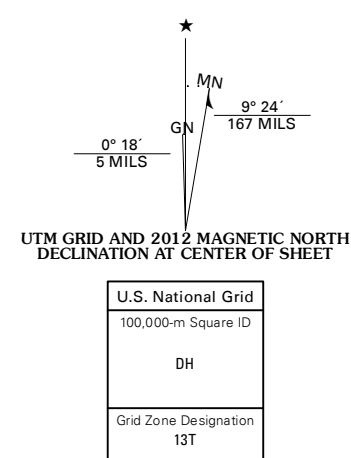 ★
MN
9° 24´
167 MILS
GN
0° 18´
5 MILS
UTM GRID AND 2012 MAGNETIC NORTH
DECLINATION AT CENTER OF SHEET
U.S. National Grid
100,000-m Square ID
DH
Grid Zone Designation
13T